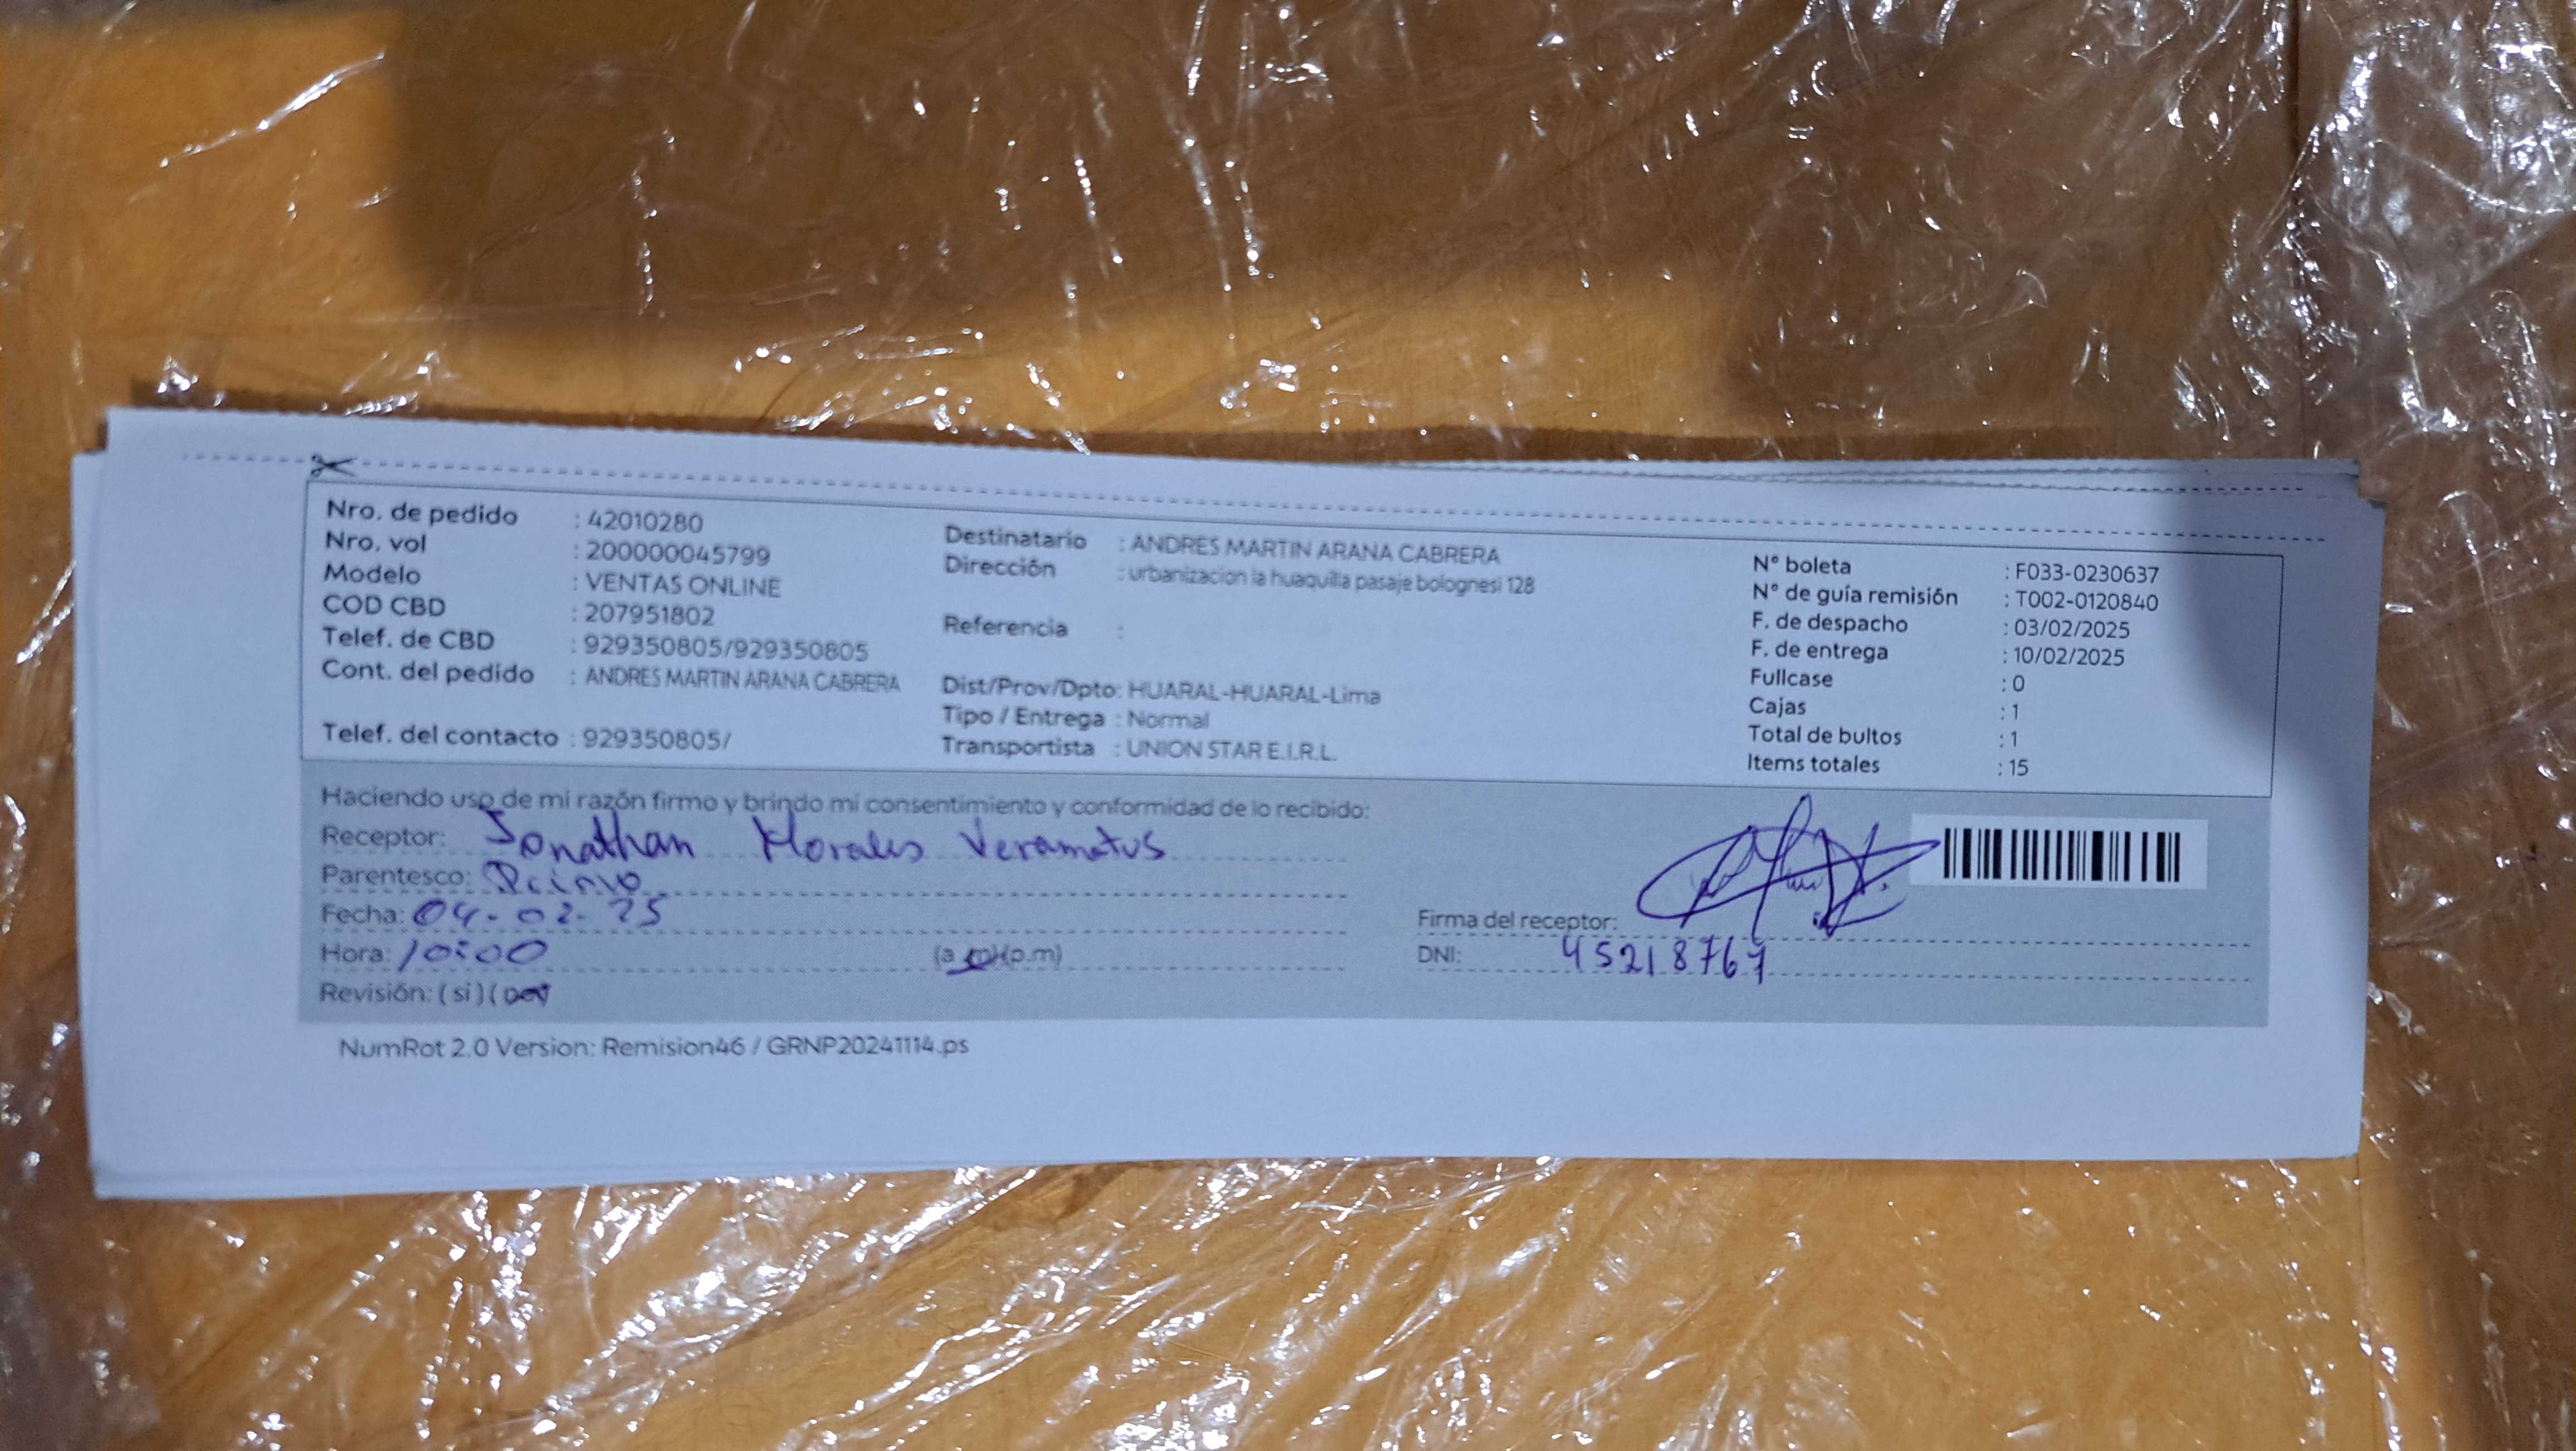 Nro. de pedido : 42010280
Nro. vol : 200000045799
Modelo : VENTAS ONLINE
COD CBD : 207951802
Telef. de CBD : 929350805/929350805
Cont. del pedido : ANDRES MARTIN ARANA CABRERA
Telef. del contacto : 929350805/
Destinatario : ANDRES MARTIN ARANA CABRERA
Dirección : urbanizacion la huaquilla pasaje bolognesi 128
Referencia :
Dist/Prov/Dpto: HUARAL-HUARAL-Lima
Tipo / Entrega : Normal
Transportista : UNION STAR E.I.R.L.
N° boleta : F033-0230637
N° de guía remisión : T002-0120840
F. de despacho : 03/02/2025
F. de entrega : 10/02/2025
Fullcase : 0
Cajas : 1
Total de bultos : 1
Items totales : 15
Haciendo uso de mi razón firmo y brindo mi consentimiento y conformidad de lo recibido:
Receptor: Jonathan Morales
Parentesco: Primo
Fecha: 04-02-25
Hora: 10:00 (a.m)(p.m)
Revisión: (si)(no)
Firma del receptor:
DNI:
NumRot 2.0 Version: Remision46 / GRNP20241114.ps